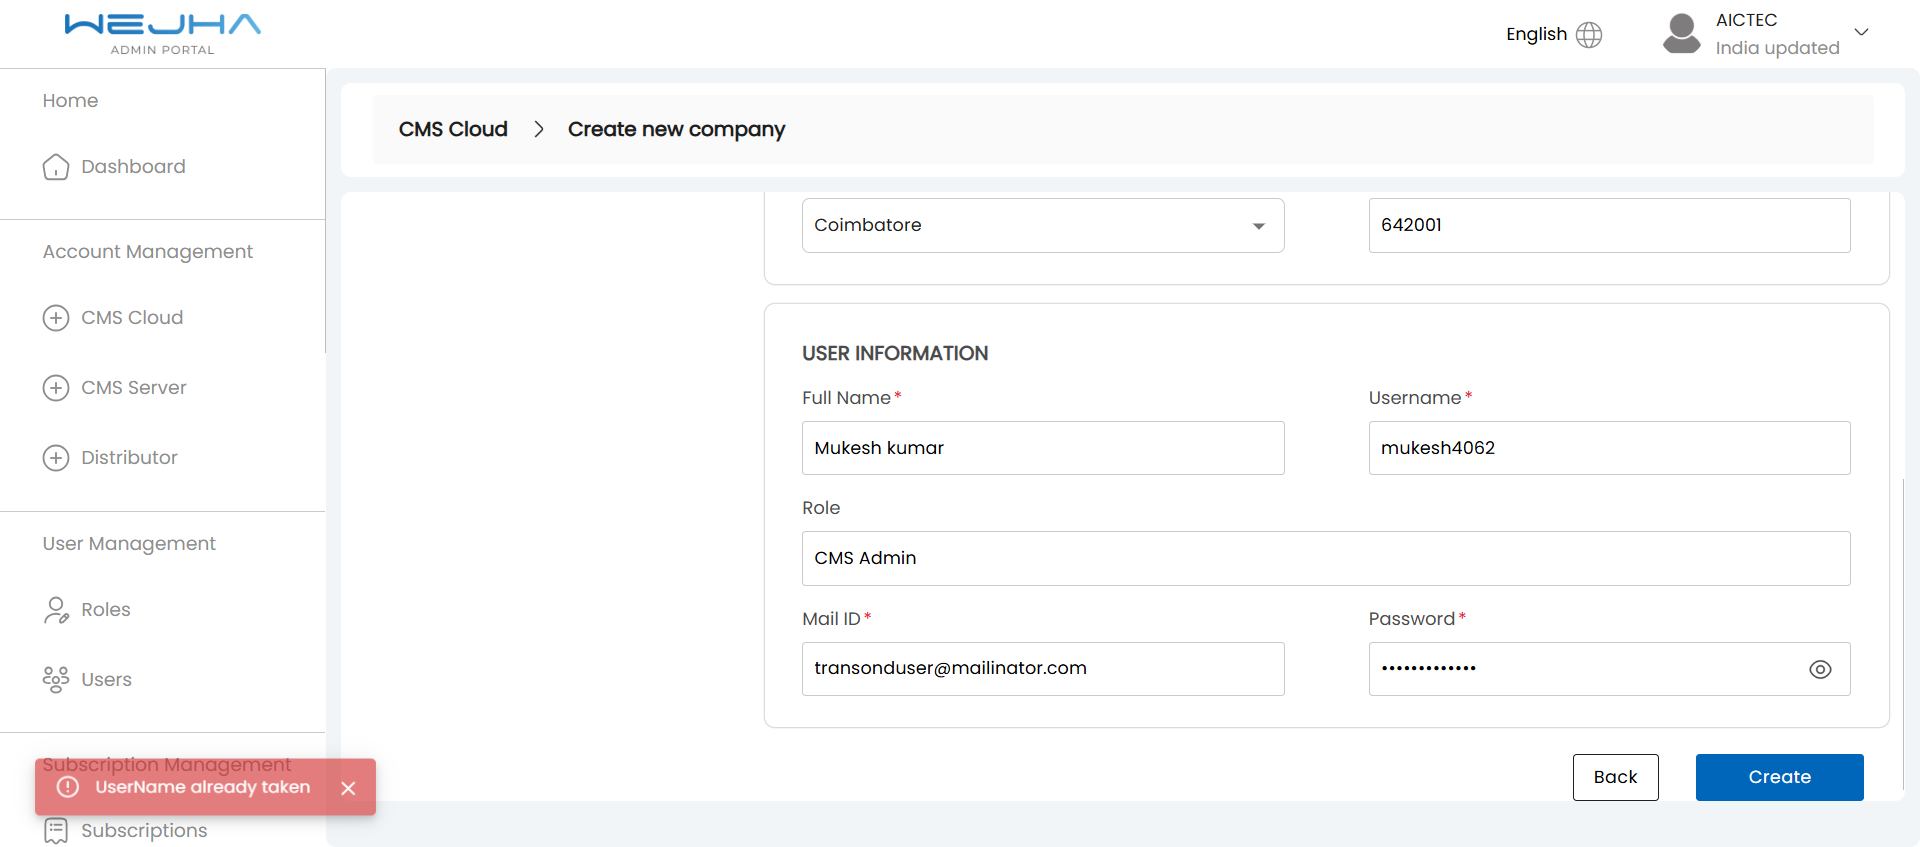 WEJHA
ADMIN PORTAL
English
AICTEC
India updated
Home
Dashboard
Account Management
CMS Cloud
CMS Server
Distributor
User Management
Roles
Users
Subscription Management
UserName already taken
Subscriptions
CMS Cloud
Create new company
Coimbatore
642001
USER INFORMATION
Full Name*
Username*
Mukesh kumar
mukesh4062
Role
CMS Admin
Mail ID*
Password*
transonduser@mailinator.com
•••••••••••••
Back
Create